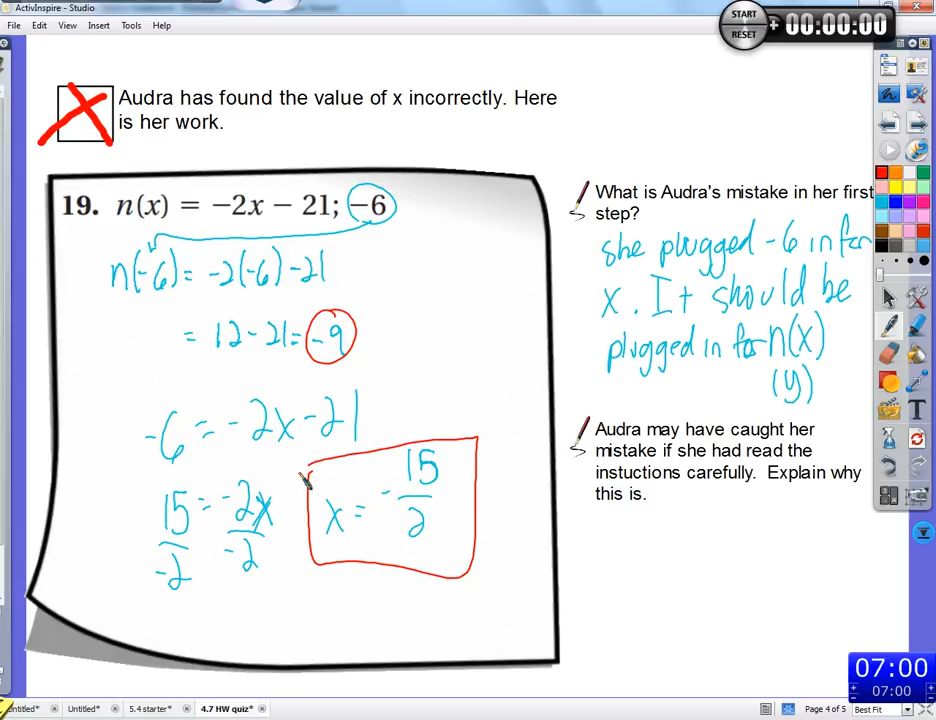 ActivInspire - Studio
File Edit View Insert Tools Help
START
RESET
00:00:00
Audra has found the value of x incorrectly. Here
is her work.
19. n(x) = −2x − 21; −6
n(-6) = -2(-6) -21
= 12 - 21 = -9
-6 = -2x - 21
15 = -2x
-2 -2
x = - 15
2
What is Audra's mistake in her first
step?
she plugged -6 in for
x. It should be
plugged in for n(x)
(y)
Audra may have caught her
mistake if she had read the
instuctions carefully. Explain why
this is.
T
07:00
07:00
ntitled* Untitled* 5.4 starter* 4.7 HW quiz*
Page 4 of 5 Best Fit